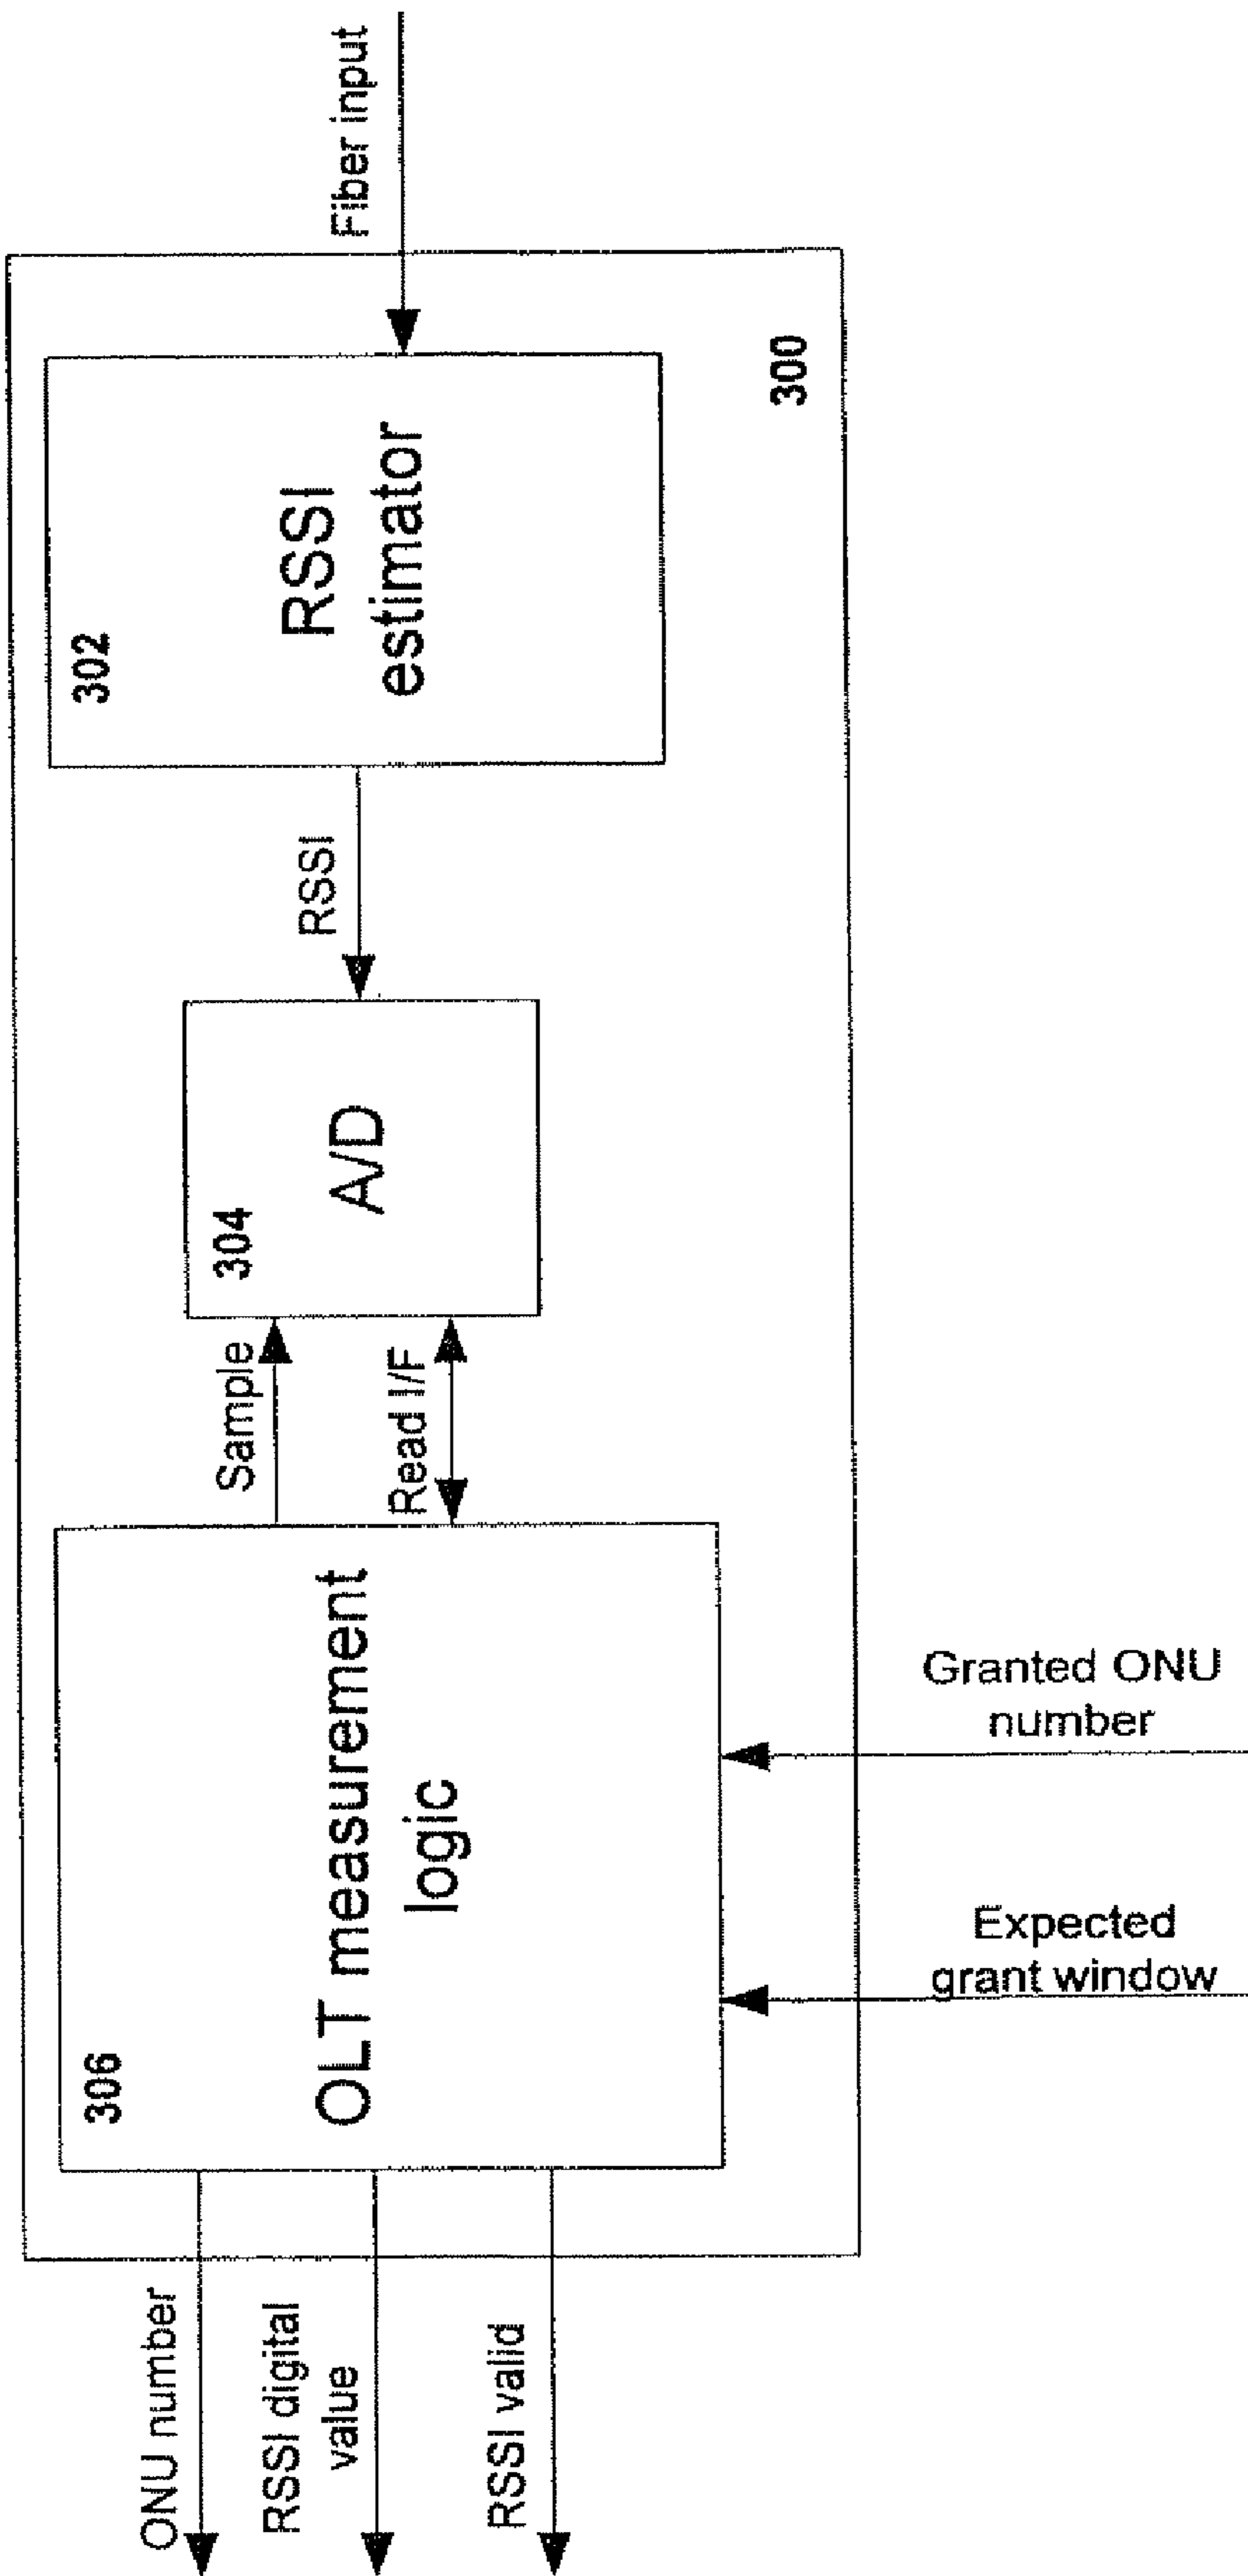 Fiber input
300
302
RSSI
estimator
RSSI
304
A/D
Sample
Read I/F
306
OLT measurement
logic
Granted ONU
number
Expected
grant window
ONU number
RSSI digital
value
RSSI valid